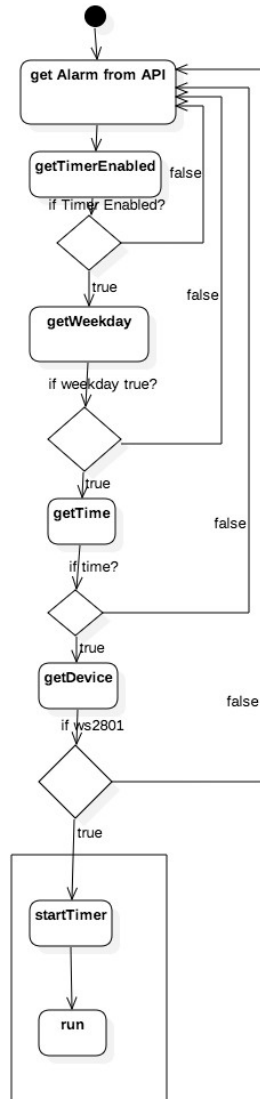 get Alarm from API
getTimerEnabled
false
if Timer Enabled?
true
false
getWeekday
if weekday true?
true
getTime
false
if time?
true
getDevice
false
if ws2801
true
startTimer
run